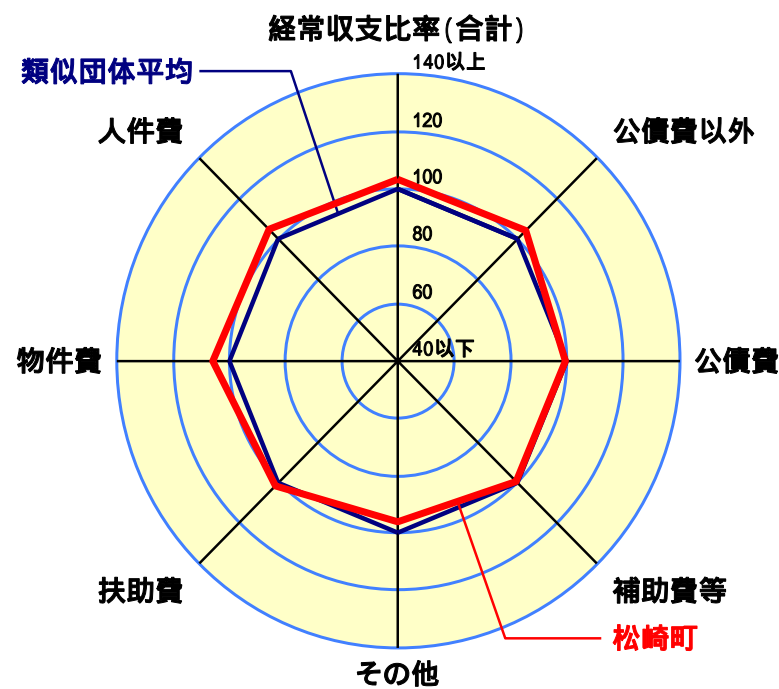 経常収支比率(合計)
類似団体平均
140以上
人件費
120
公債費以外
100
80
60
物件費
40以下
公債費
扶助費
補助費等
松崎町
その他